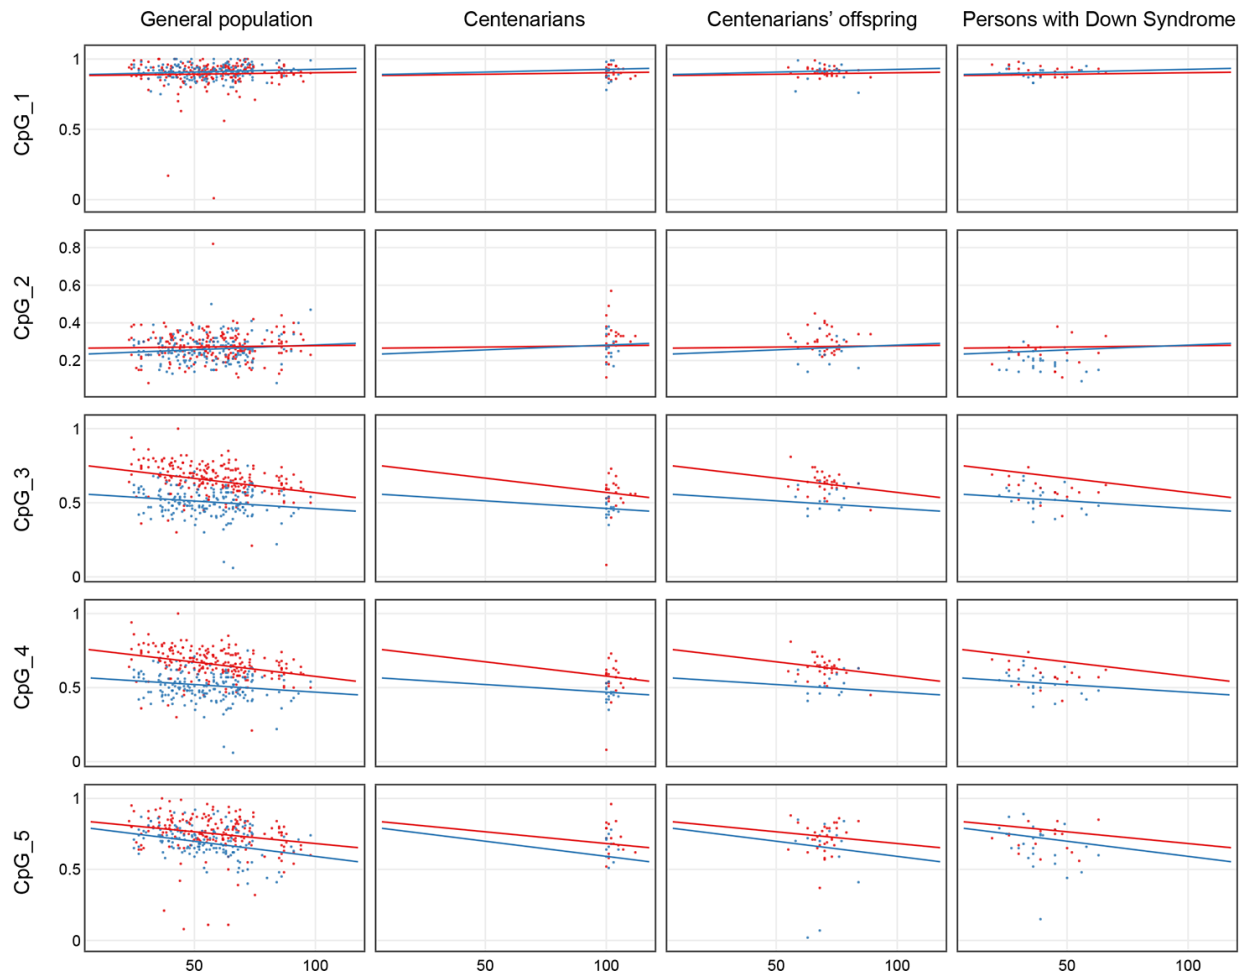 General population Centenarians Centenarians’ offspring Persons with Down Syndrome
CpG_1
1
0.5
0
CpG_2
0.8
0.6
0.4
0.2
CpG_3
1
0.5
0
CpG_4
1
0.5
0
CpG_5
1
0.5
0
50 100 50 100 50 100 50 100